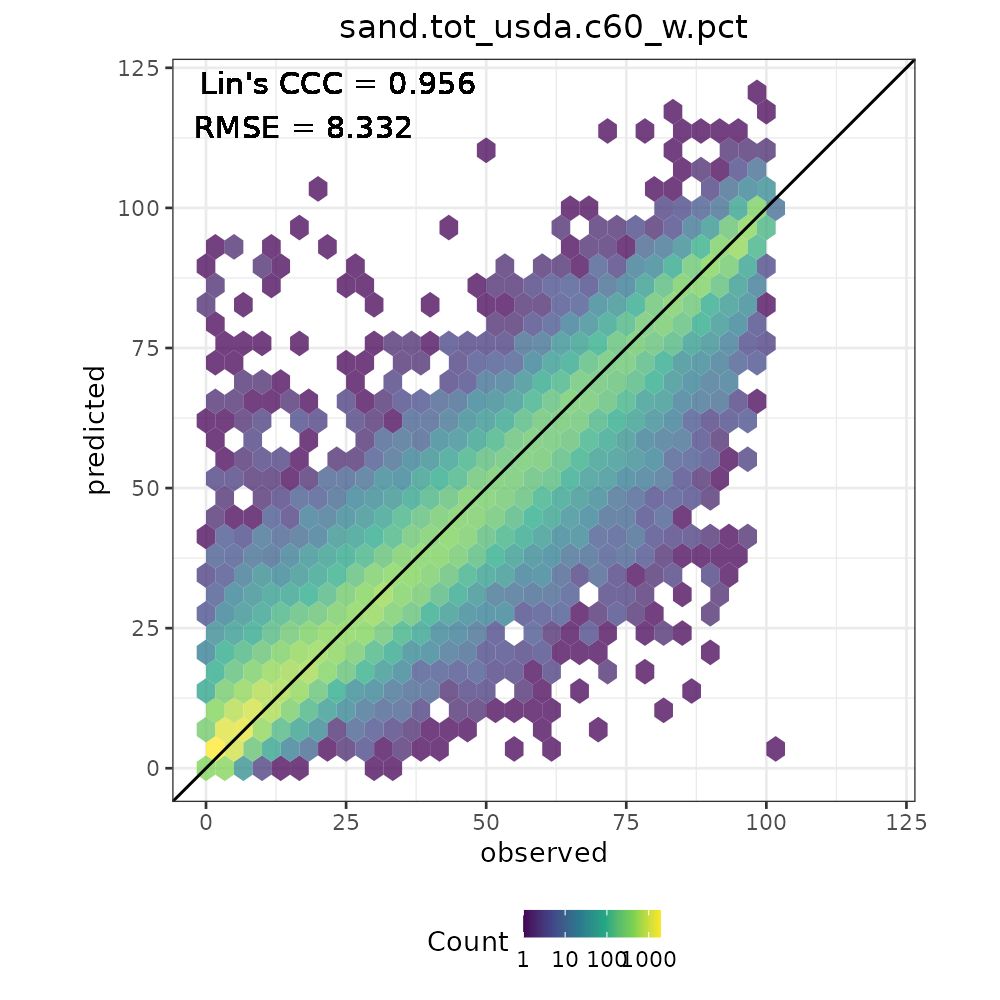 sand.tot_usda.c60_w.pct
Lin's CCC = 0.956
RMSE = 8.332
125
100
75
50
25
0
predicted
0 25 50 75 100 125
observed
Count
1 10 100 1000